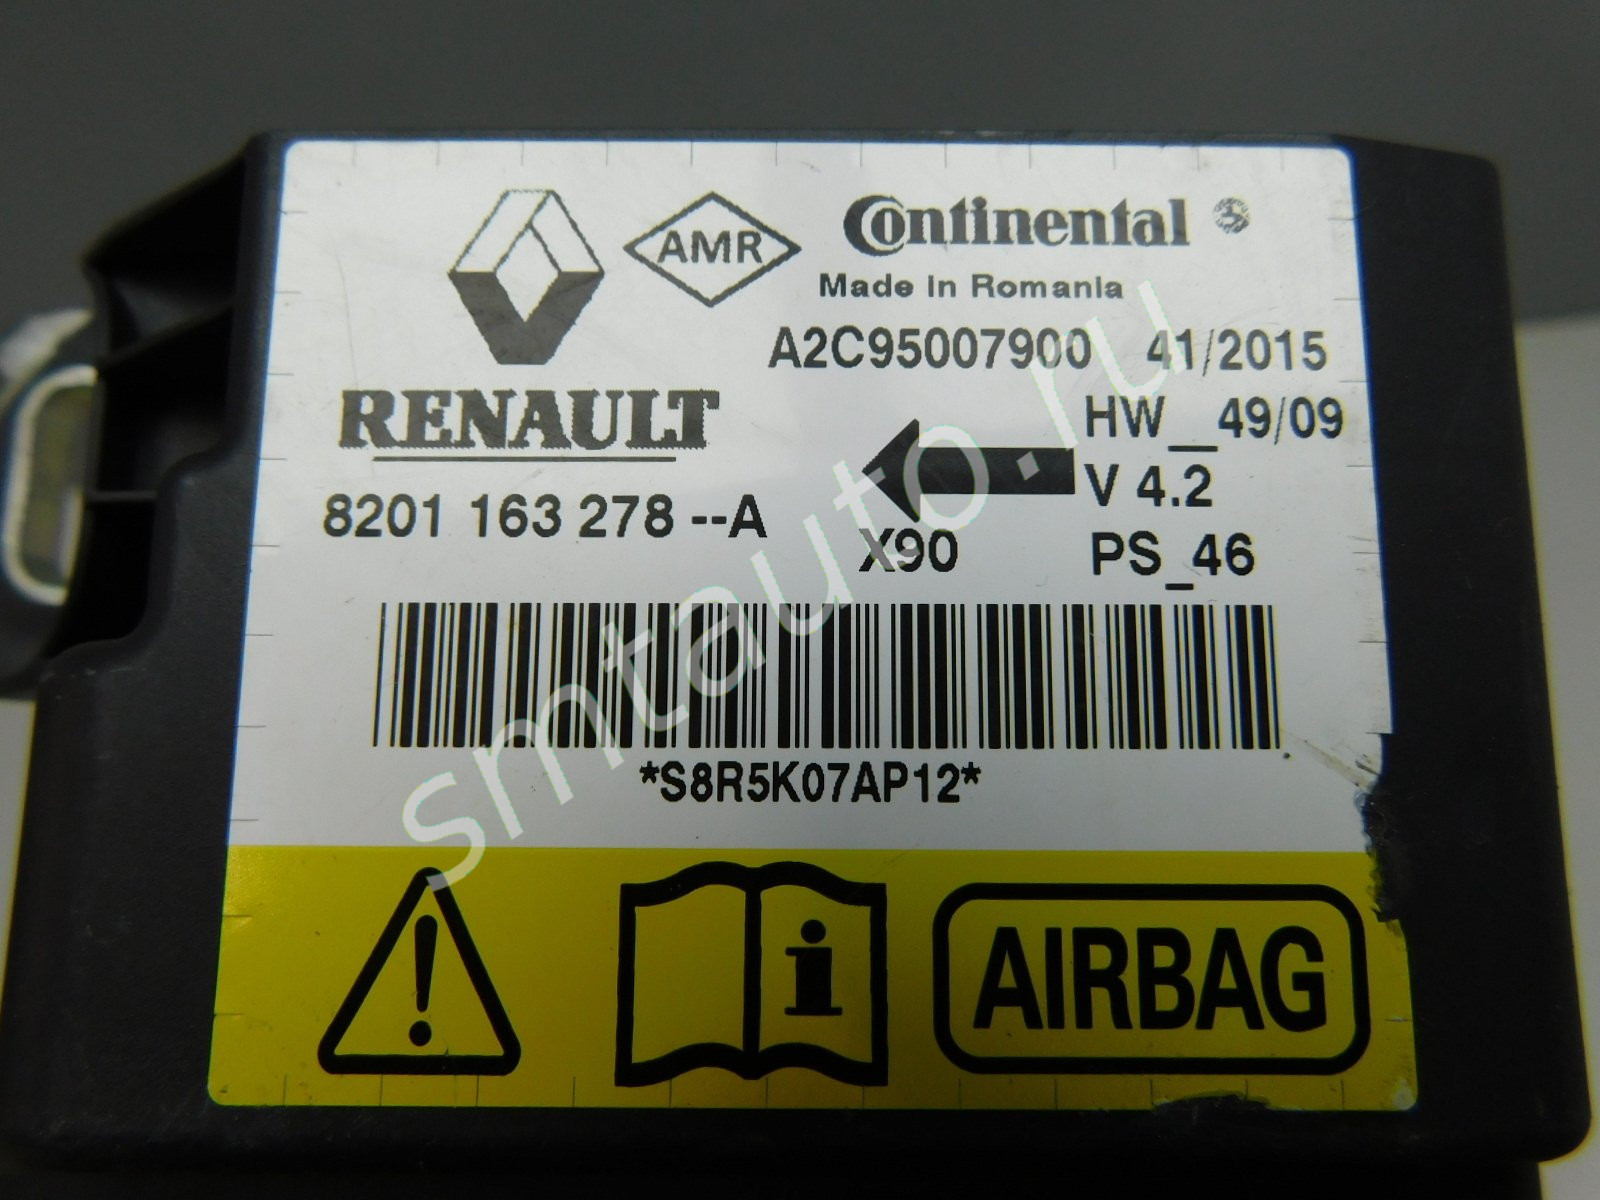 AMR
Continental
Made in Romania
A2C95007900 41/2015
RENAULT
HW__49/09
V 4.2
8201 163 278 --A
X90
PS_46
*S8R5K07AP12*
AIRBAG
smtauto.ru